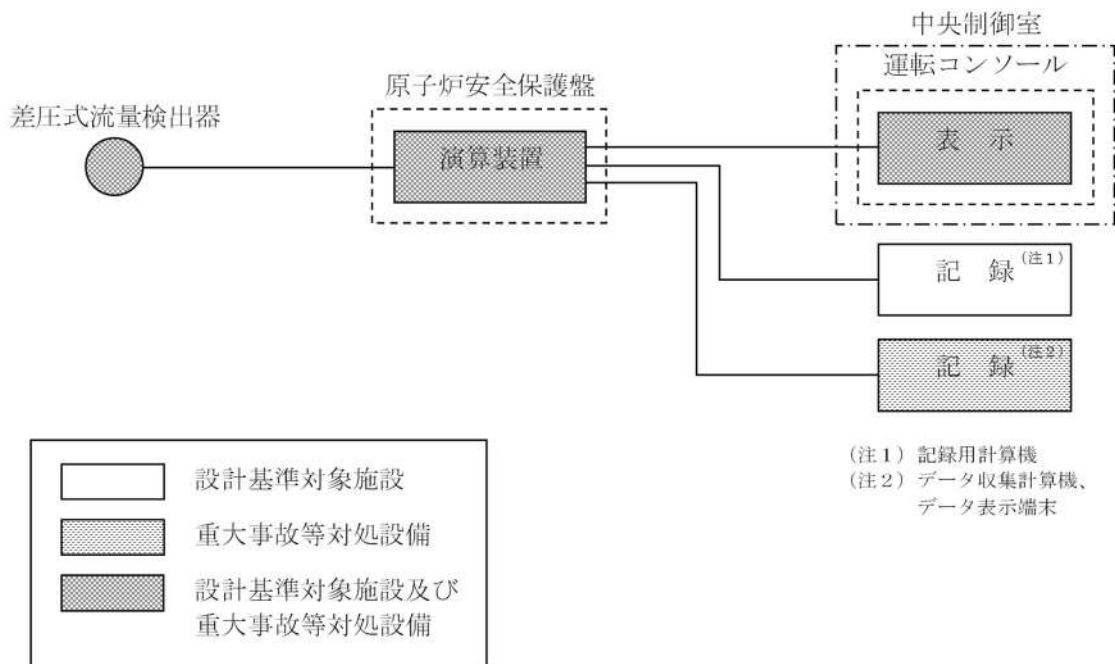 中央制御室
運転コンソール
原子炉安全保護盤
差圧式流量検出器
演算装置
表 示
記 録(注1)
記 録(注2)
(注1) 記録用計算機
(注2) データ収集計算機、
データ表示端末
設計基準対象施設
重大事故等対処設備
設計基準対象施設及び
重大事故等対処設備